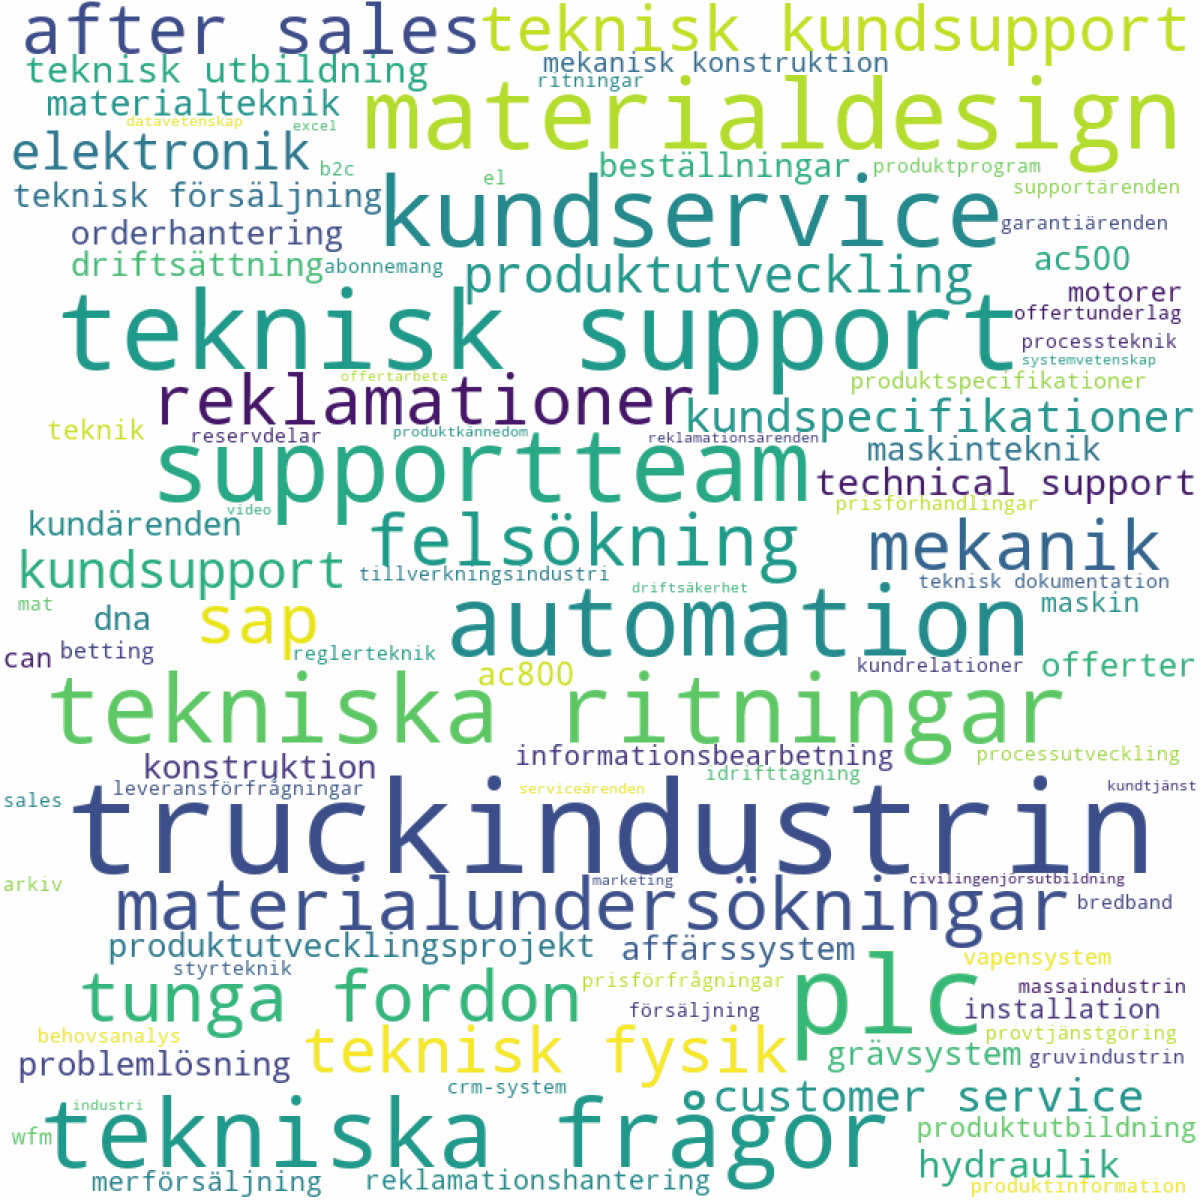 after sales
teknisk kundsupport
teknisk utbildning
mekanisk konstruktion
ritningar
materialteknik
materialdesign
datavetenskap
excel
elektronik
b2c
beställningar
produktprogram
el
teknisk försäljning
kundservice
supportärenden
garantiärenden
orderhantering
driftsättning
abonnemang
produktutveckling
ac500
motorer
teknisk support
offertunderlag
processteknik
systemvetenskap
offertarbete
reklamationer
produktspecifikationer
kundspecifikationer
teknik
reservdelar
produktkännedom
reklamationsärenden
supportteam
maskinteknik
technical support
video
prisförhandlingar
kundärenden
felsökning
mekanik
kundsupport
tillverkningsindustri
teknisk dokumentation
driftsäkerhet
mat
dna
sap
automation
maskin
can
betting
reglerteknik
ac800
kundrelationer
offerter
tekniska ritningar
informationsbearbetning
processutveckling
konstruktion
idrifttagning
leveransförfrågningar
serviceärenden
kundtjänst
sales
truckindustrin
arkiv
marketing
civilingenjörsutbildning
materialundersökningar
bredband
produktutvecklingsprojekt
affärssystem
vapensystem
styrteknik
prisförfrågningar
plc
massaindustrin
tunga fordon
försäljning
installation
behovsanalys
provtjänstgöring
problemlösning
teknisk fysik
grävsystem
gruvindustrin
crm-system
customer service
industri
wfm
tekniska frågor
produktutbildning
hydraulik
merförsäljning
reklamationshantering
produktinformation